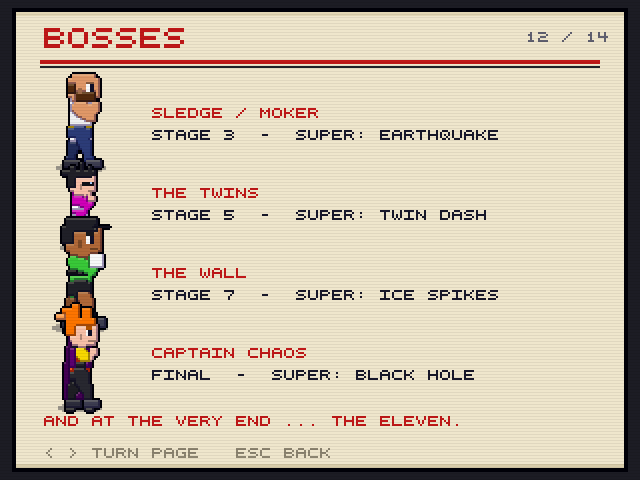 BOSSES
12 / 14
SLEDGE / MOKER
STAGE 3 - SUPER: EARTHQUAKE
THE TWINS
STAGE 5 - SUPER: TWIN DASH
THE WALL
STAGE 7 - SUPER: ICE SPIKES
CAPTAIN CHAOS
FINAL - SUPER: BLACK HOLE
AND AT THE VERY END ... THE ELEVEN.
< > TURN PAGE ESC BACK